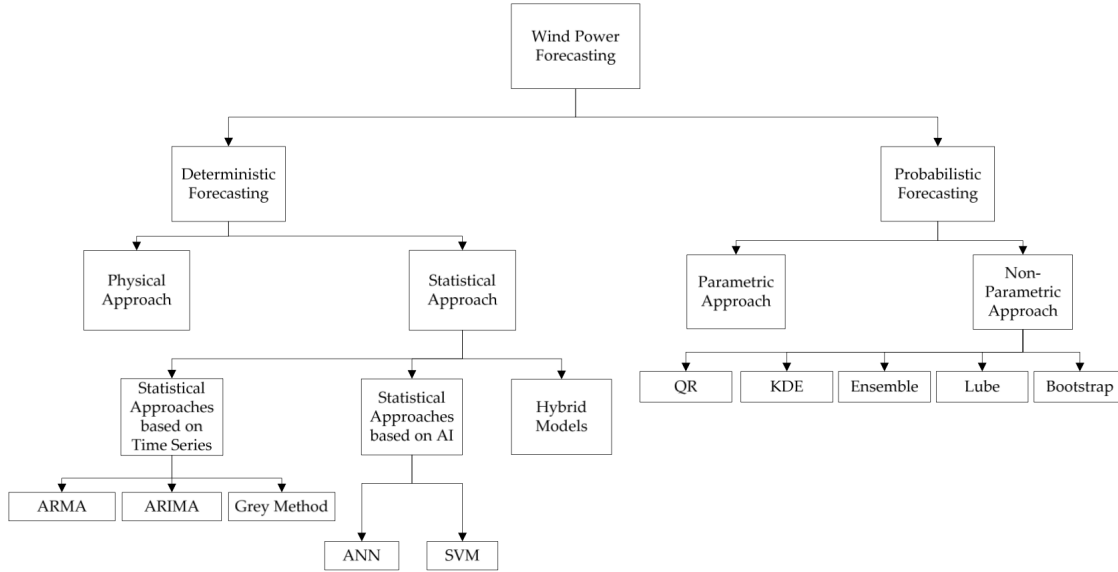 Wind Power
Forecasting
Deterministic
Forecasting
Probabilistic
Forecasting
Physical
Approach
Statistical
Approach
Parametric
Approach
Non-
Parametric
Approach
Statistical
Approaches
based on
Time Series
Statistical
Approaches
based on AI
Hybrid
Models
QR
KDE
Ensemble
Lube
Bootstrap
ARMA
ARIMA
Grey Method
ANN
SVM